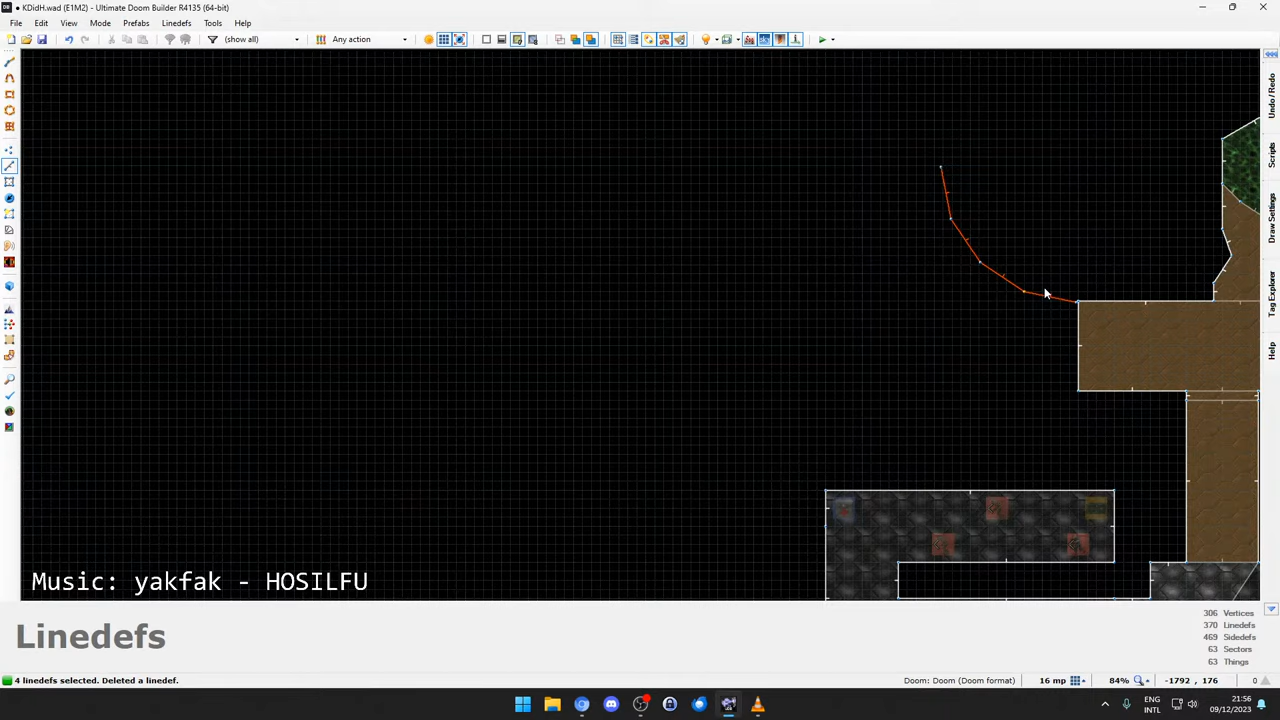 KDidH.wad (E1M2) - Ultimate Doom Builder R4135 (64-bit)
File Edit View Mode Prefabs Linedefs Tools Help
(show all) Any action
Undo / Redo
Scripts
Draw Settings
Tag Explorer
Help
Music: yakfak - HOSILFU
Linedefs
306 Vertices
370 Linedefs
469 Sidedefs
63 Sectors
63 Things
4 linedefs selected. Deleted a linedef.
Doom: Doom (Doom format) 16 mp 84% -1792 , 176 0
ENG
INTL
21:56
09/12/2023